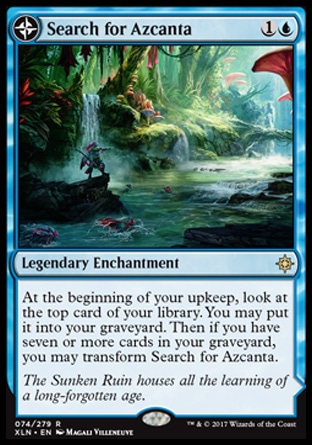 Search for Azcanta 1
Legendary Enchantment
At the beginning of your upkeep, look at
the top card of your library. You may put
it into your graveyard. Then if you have
seven or more cards in your graveyard,
you may transform Search for Azcanta.
The Sunken Ruin houses all the learning of
a long-forgotten age.
074/279 R
XLN • EN Magali Villeneuve
™ & © 2017 Wizards of the Coast